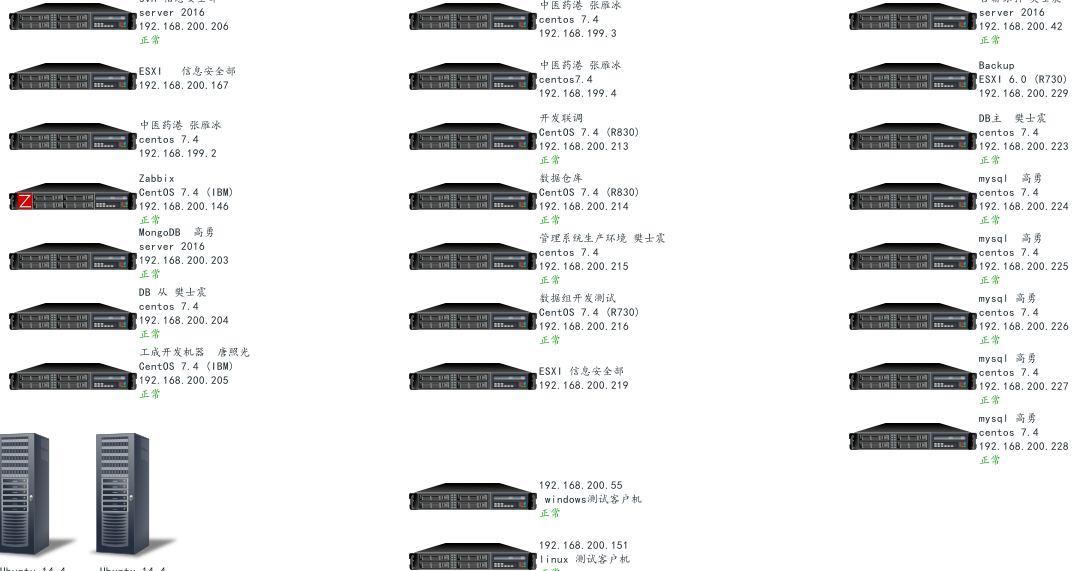 server 2016
192.168.200.206
正常
ESXI 信息安全部
192.168.200.167
中医药港 张雁冰
centos 7.4
192.168.199.2
Zabbix
CentOS 7.4 (IBM)
192.168.200.146
正常
MongoDB 高勇
server 2016
192.168.200.203
正常
DB 从 樊士震
centos 7.4
192.168.200.204
正常
工成开发机器 唐照光
CentOS 7.4 (IBM)
192.168.200.205
正常
Ubuntu 14.4
Ubuntu 14.4
中医药港 张雁冰
centos 7.4
192.168.199.3
中医药港 张雁冰
centos7.4
192.168.199.4
开发联调
CentOS 7.4 (R830)
192.168.200.213
正常
数据仓库
CentOS 7.4 (R830)
192.168.200.214
正常
管理系统生产环境 樊士震
centos 7.4
192.168.200.215
正常
数据组开发测试
CentOS 7.4 (R730)
192.168.200.216
正常
ESXI 信息安全部
192.168.200.219
192.168.200.55
windows测试客户机
正常
192.168.200.151
linux 测试客户机
正常
server 2016
192.168.200.42
正常
Backup
ESXI 6.0 (R730)
192.168.200.229
DB主 樊士震
centos 7.4
192.168.200.223
正常
mysql 高勇
centos 7.4
192.168.200.224
正常
mysql 高勇
centos 7.4
192.168.200.225
正常
mysql 高勇
centos 7.4
192.168.200.226
正常
mysql 高勇
centos 7.4
192.168.200.227
正常
mysql 高勇
centos 7.4
192.168.200.228
正常